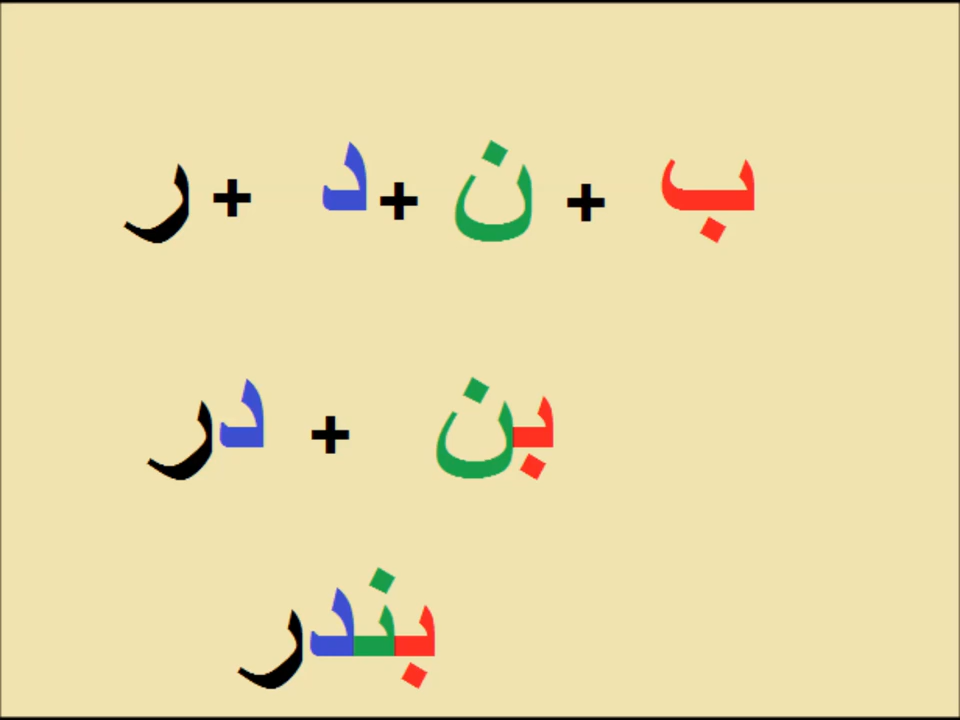 ب + ن + د + ر
بن + در
بندر